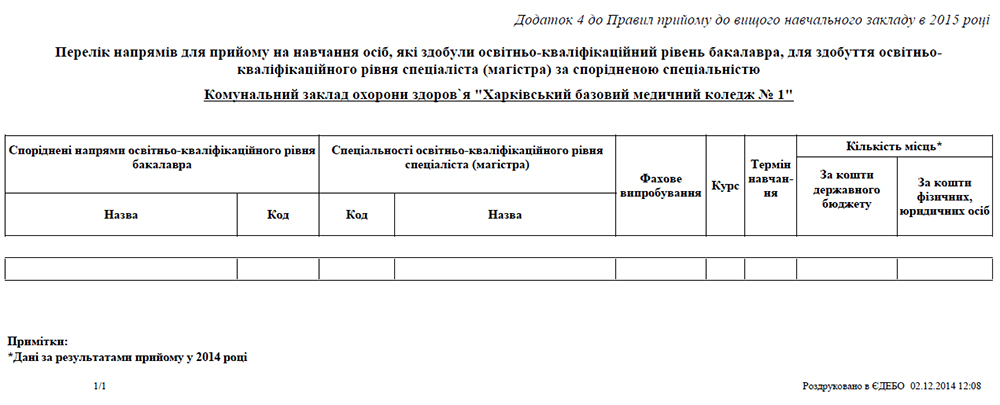 Додаток 4 до Правил прийому до вищого навчального закладу в 2015 році
Перелік напрямів для прийому на навчання осіб, які здобули освітньо-кваліфікаційний рівень бакалавра, для здобуття освітньо-
кваліфікаційного рівня спеціаліста (магістра) за спорідненою спеціальністю
Комунальний заклад охорони здоров`я "Харківський базовий медичний коледж № 1"
Споріднені напрями освітньо-кваліфікаційного рівня
бакалавра
Спеціальності освітньо-кваліфікаційного рівня
спеціаліста (магістра)
Фахове
випробування
Курс
Термін
навчан-
ня
Кількість місць*
Назва
Код
Код
Назва
За кошти
державного
бюджету
За кошти
фізичних,
юридичних осіб
Примітки:
*Дані за результатами прийому у 2014 році
1/1
Роздруковано в ЄДЕБО 02.12.2014 12:08